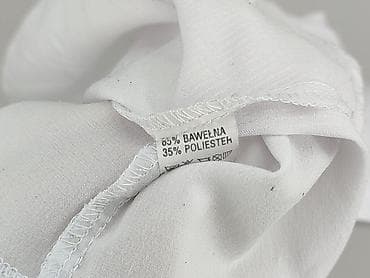 65% BAWEŁNA
35% POLIESTER